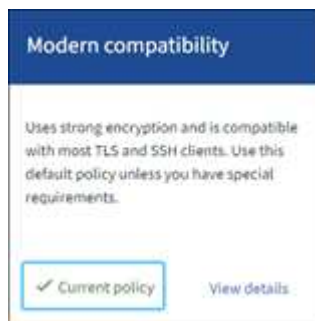 Modern compatibility
Uses strong encryption and is compatible
with most TLS and SSH clients. Use this
default policy unless you have special
requirements.
Current policy
View details